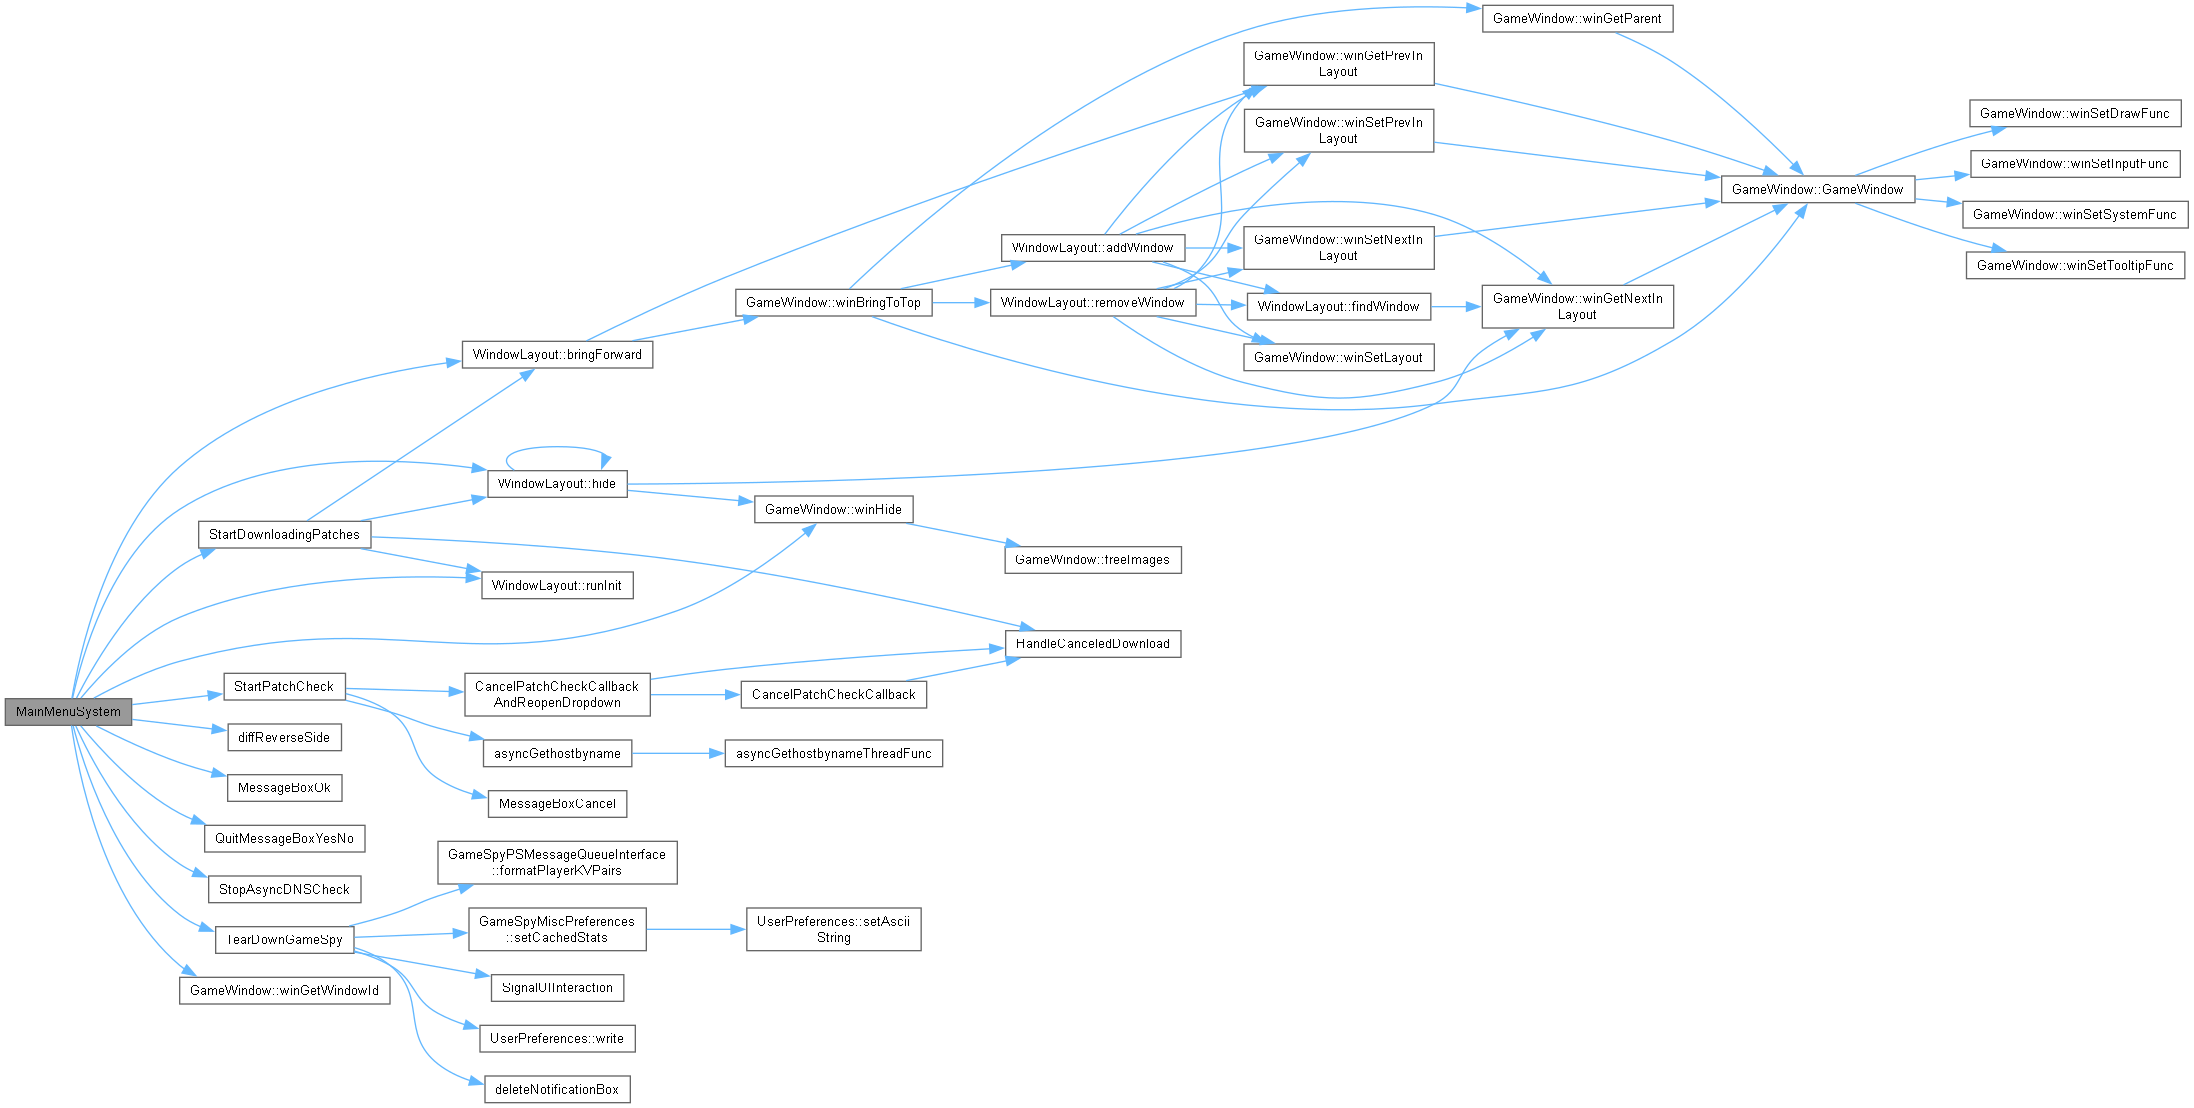 GameWindow::winGetParent
GameWindow::winGetPrevIn
Layout
GameWindow::winSetPrevIn
Layout
GameWindow::winSetDrawFunc
GameWindow::winSetInputFunc
GameWindow::GameWindow
GameWindow::winSetSystemFunc
GameWindow::winSetTooltipFunc
WindowLayout::addWindow
GameWindow::winSetNextIn
Layout
GameWindow::winBringToTop
WindowLayout::removeWindow
WindowLayout::findWindow
GameWindow::winGetNextIn
Layout
WindowLayout::bringForward
GameWindow::winSetLayout
WindowLayout::hide
GameWindow::winHide
StartDownloadingPatches
GameWindow::freeImages
WindowLayout::runInit
HandleCanceledDownload
StartPatchCheck
CancelPatchCheckCallback
AndReopenDropdown
CancelPatchCheckCallback
MainMenuSystem
diffReverseSide
asyncGethostbyname
asyncGethostbynameThreadFunc
MessageBoxOk
MessageBoxCancel
QuitMessageBoxYesNo
GameSpyPSMessageQueueInterface
::formatPlayerKVPairs
StopAsyncDNSCheck
GameSpyMiscPreferences
::setCachedStats
UserPreferences::setAscii
String
TearDownGameSpy
GameWindow::winGetWindowId
SignalUIInteraction
UserPreferences::write
deleteNotificationBox